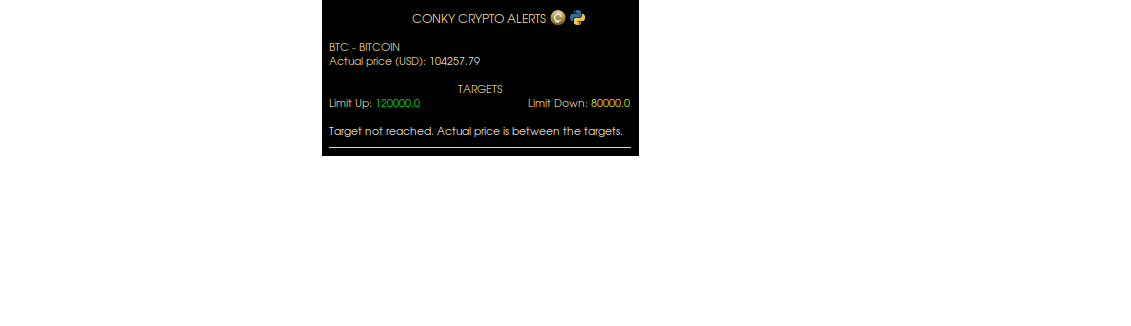 CONKY CRYPTO ALERTS
BTC - BITCOIN
Actual price (USD): 104257.79
TARGETS
Limit Up: 120000.0 Limit Down: 80000.0
Target not reached. Actual price is between the targets.